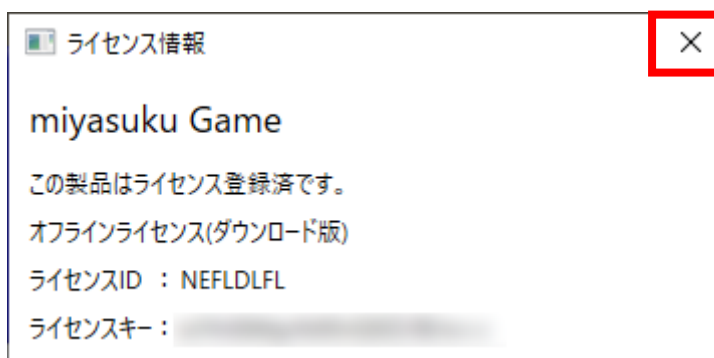 ライセンス情報
miyasuku Game
この製品はライセンス登録済です。
オフラインライセンス(ダウンロード版)
ライセンスID : NEFLDLFL
ライセンスキー: